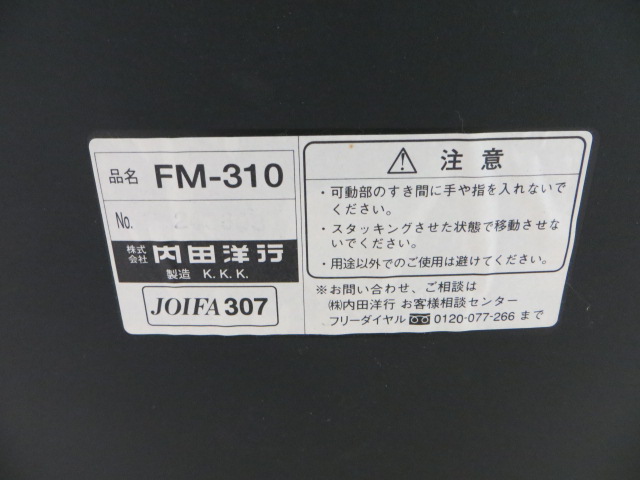 品名 FM-310
No.
株式会社 内田洋行
製造 K.K.K.
JOIFA 307
⚠ 注意
・可動部のすき間に手や指を入れないで
ください。
・スタッキングさせた状態で移動させな
いでください。
・用途以外でのご使用は避けてください。
※お問い合わせ、ご相談は
(株)内田洋行 お客様相談センター
フリーダイヤル 0120-077-266 まで